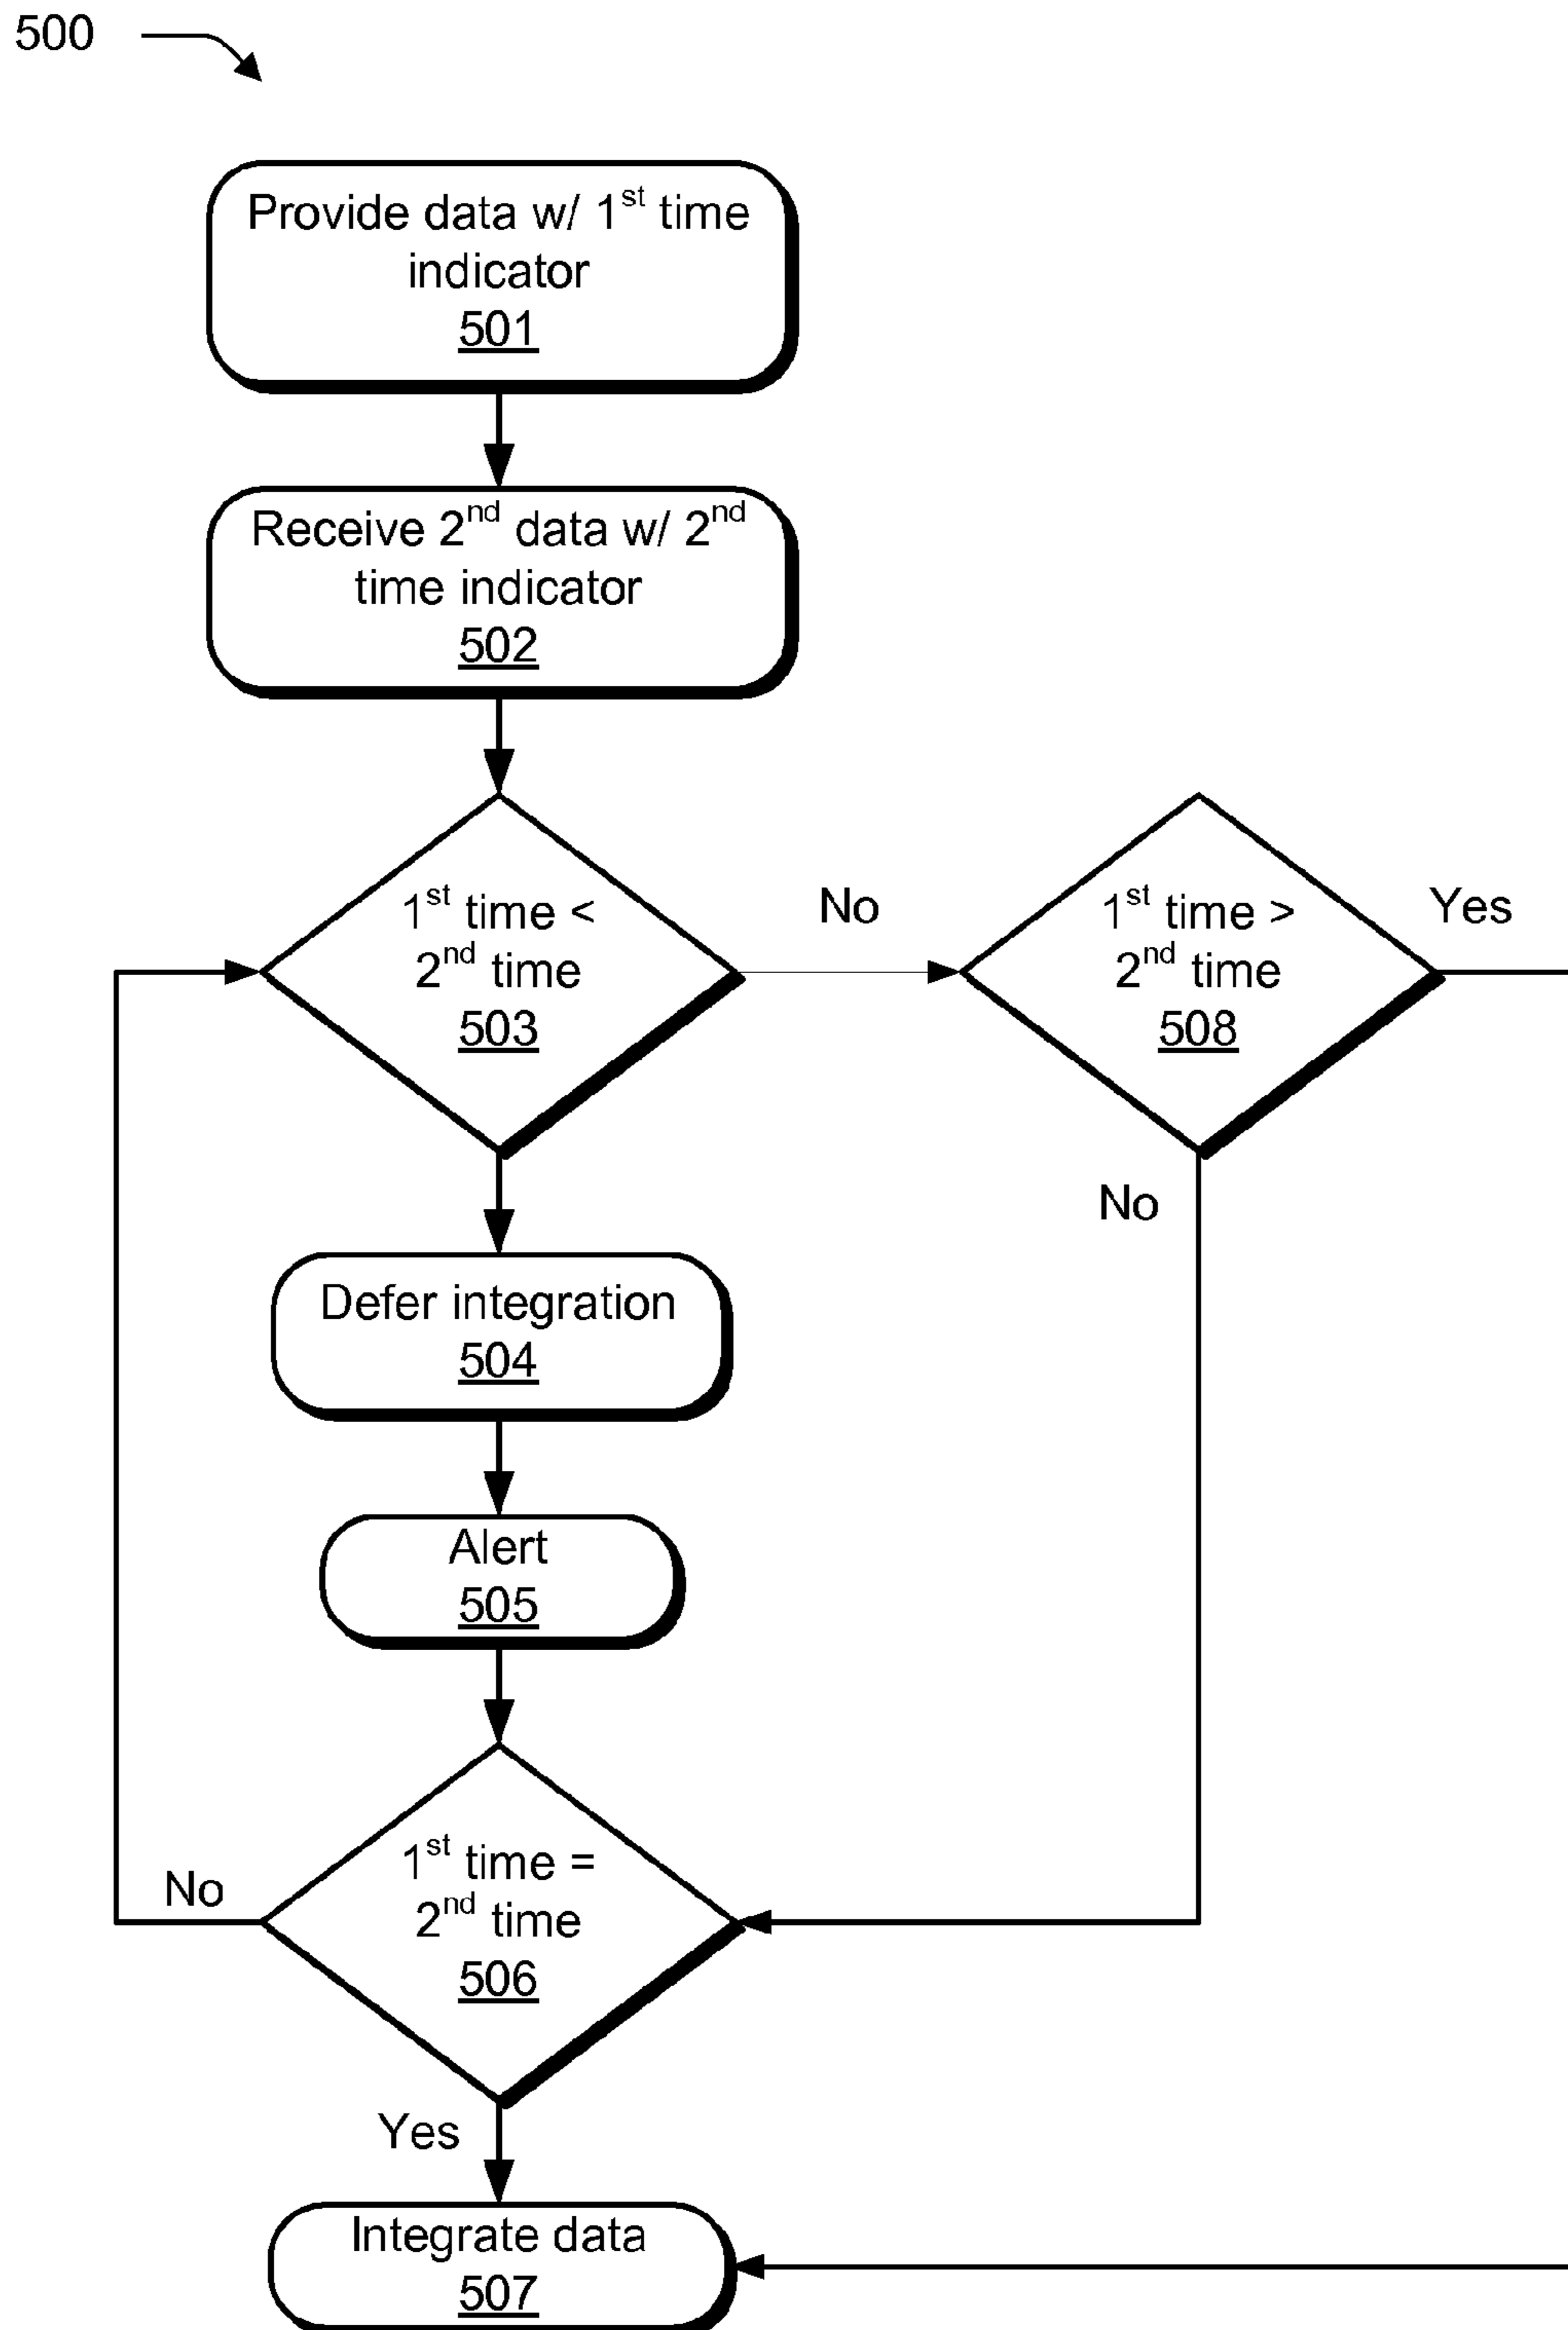 500
Provide data w/ 1st time
indicator
501
Receive 2nd data w/ 2nd
time indicator
502
1st time <
2nd time
503
No
1st time >
2nd time
508
Yes
No
Defer integration
504
Alert
505
1st time =
2nd time
506
No
Yes
Integrate data
507